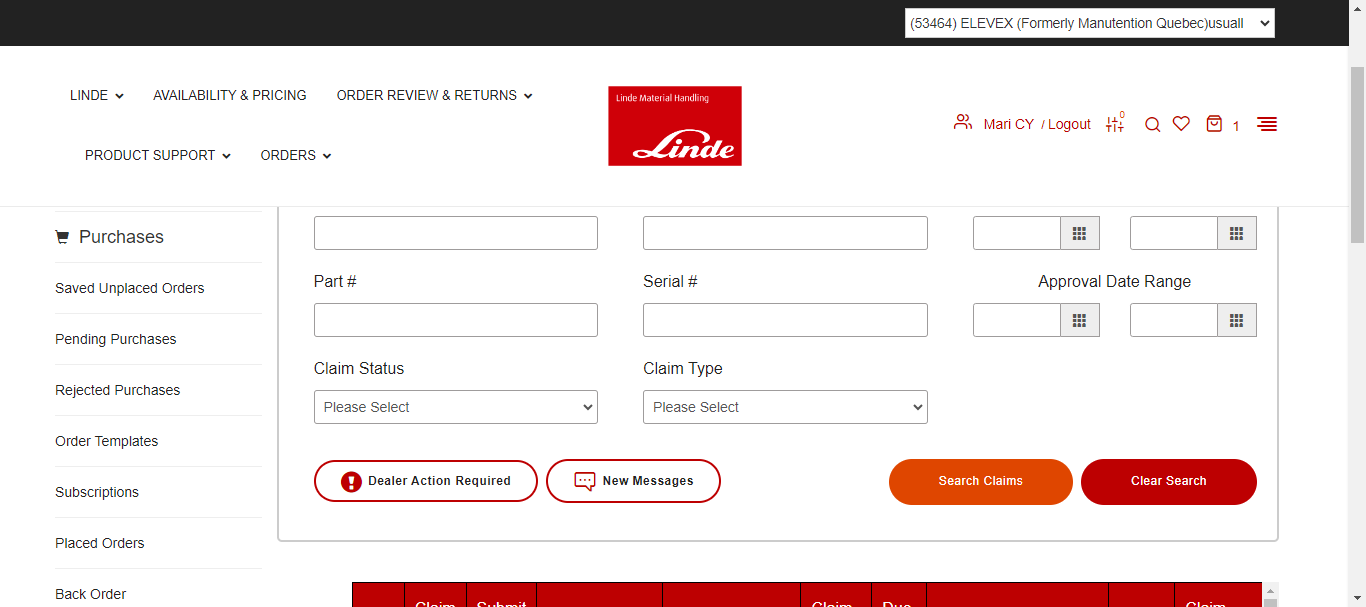 (53464) ELEVEX (Formerly Manutention Quebec)usuall
LINDE
AVAILABILITY & PRICING
ORDER REVIEW & RETURNS
PRODUCT SUPPORT
ORDERS
Linde Material Handling
Linde
Mari CY / Logout
0
1
Purchases
Saved Unplaced Orders
Pending Purchases
Rejected Purchases
Order Templates
Subscriptions
Placed Orders
Back Order
Part #
Serial #
Approval Date Range
Claim Status
Claim Type
Please Select
Please Select
Dealer Action Required
New Messages
Search Claims
Clear Search
Claim
Submit
Claim
Due
Claim